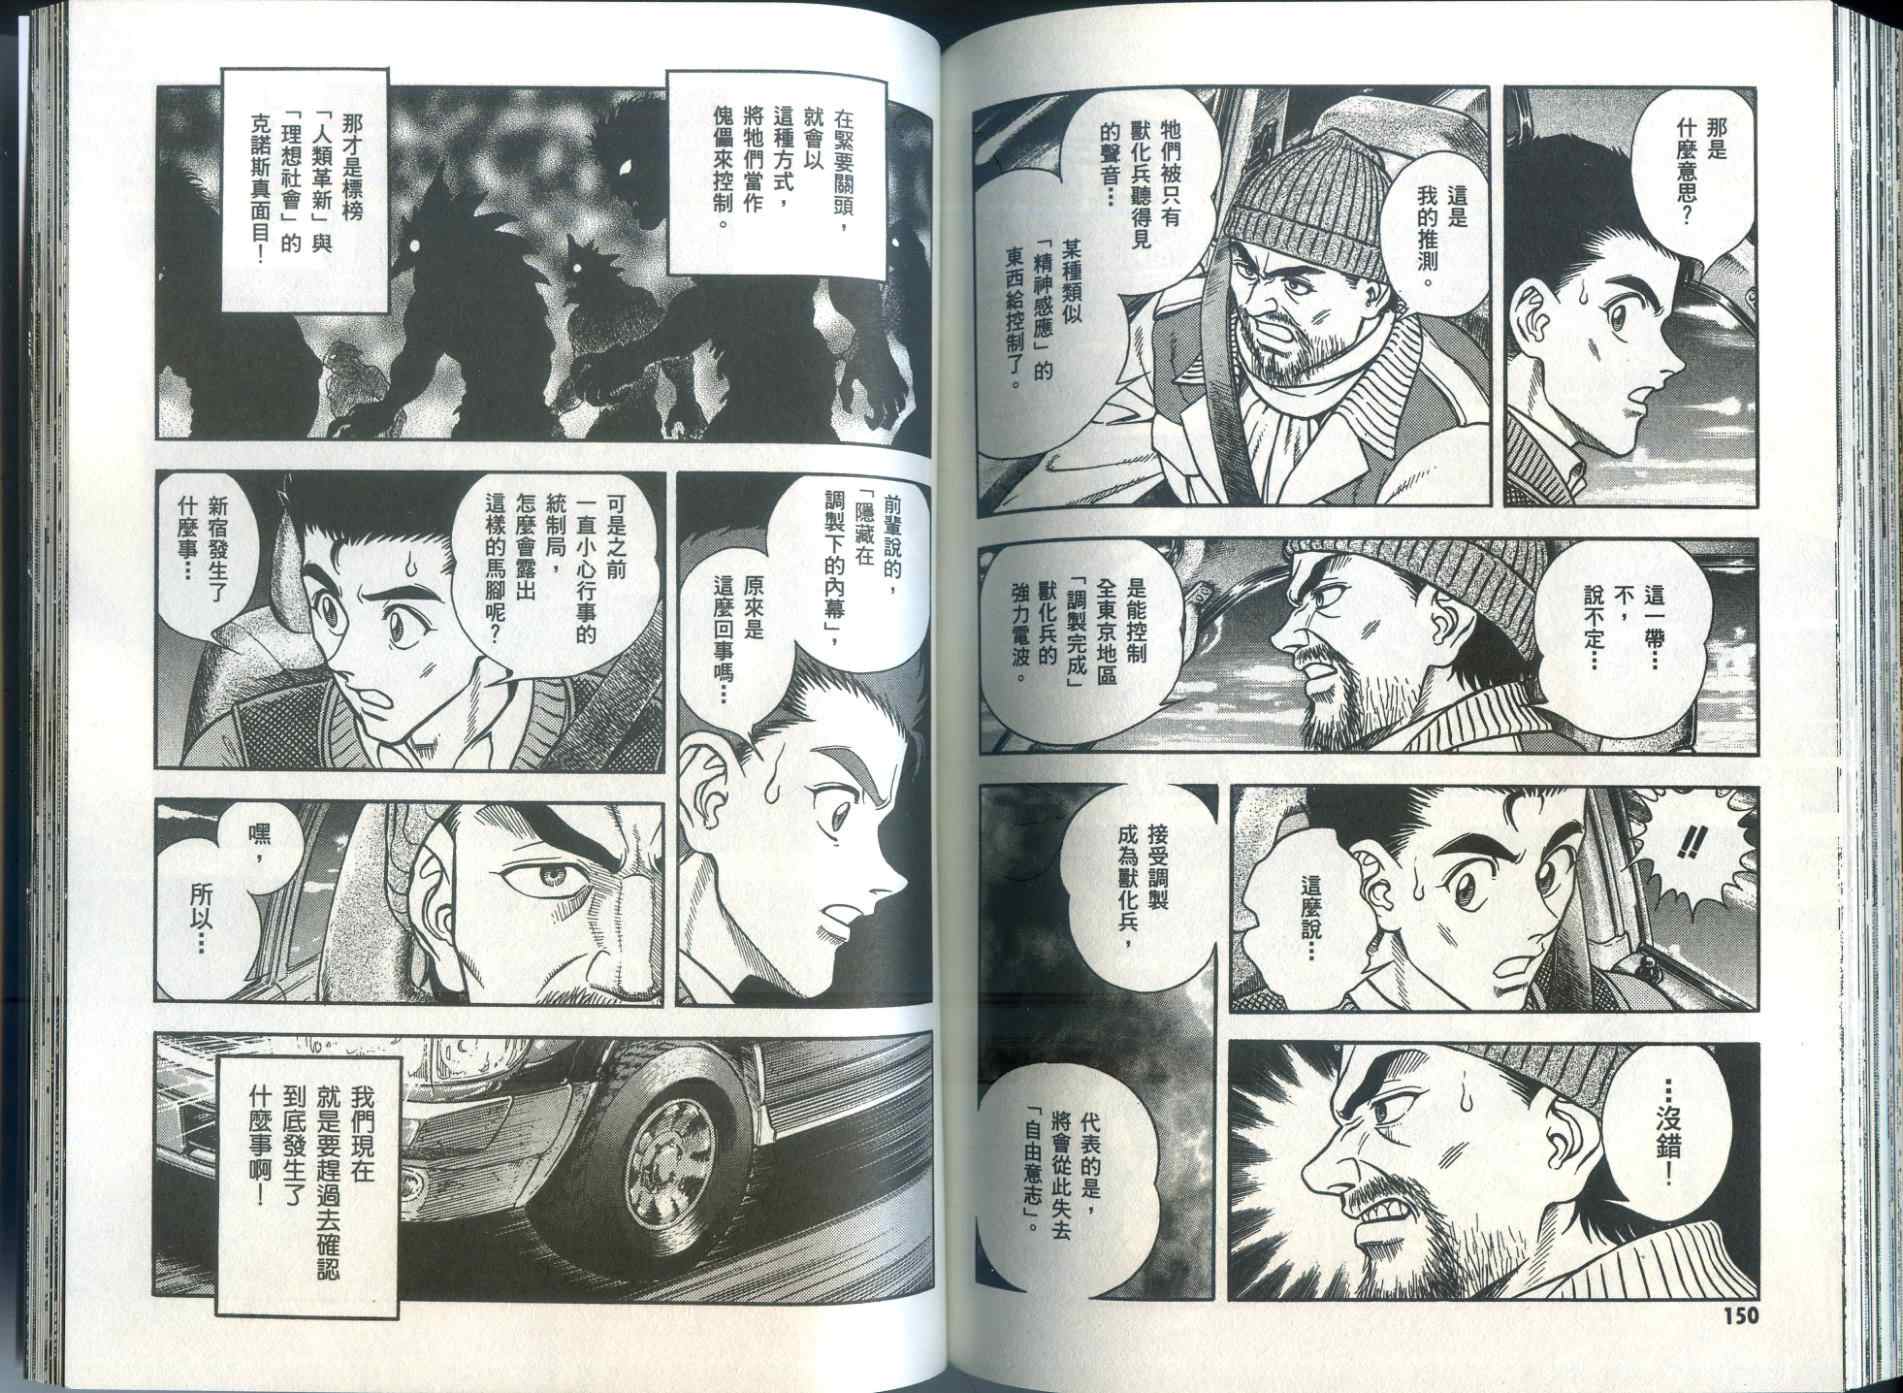 那是
什麼意思?
這是
我的推測。
牠們被只有
獸化兵聽得見
的聲音…
某種類似
「精神感應」的
東西給控制了。
這一帶…
不,
說不定…
是能控制
全東京地區
「調製完成」
獸化兵的
強力電波。
!!
這麼說…
…沒錯!
接受調製
成為獸化兵,
代表的是,
將會從此失去
「自由意志」。
150
在緊要關頭,
就會以
這種方式,
將牠們當作
傀儡來控制。
那才是標榜
「人類革新」與
「理想社會」的
克諾斯真面目!
前輩說的,
「隱藏在
調製下的內幕」,
原來是
這麼回事嗎…
可是之前
一直小心行事的
統制局,
怎麼會露出
這樣的馬腳呢?
新宿發生了
什麼事…
嘿,
所以…
我們現在
就是要趕過去確認
到底發生了
什麼事啊!